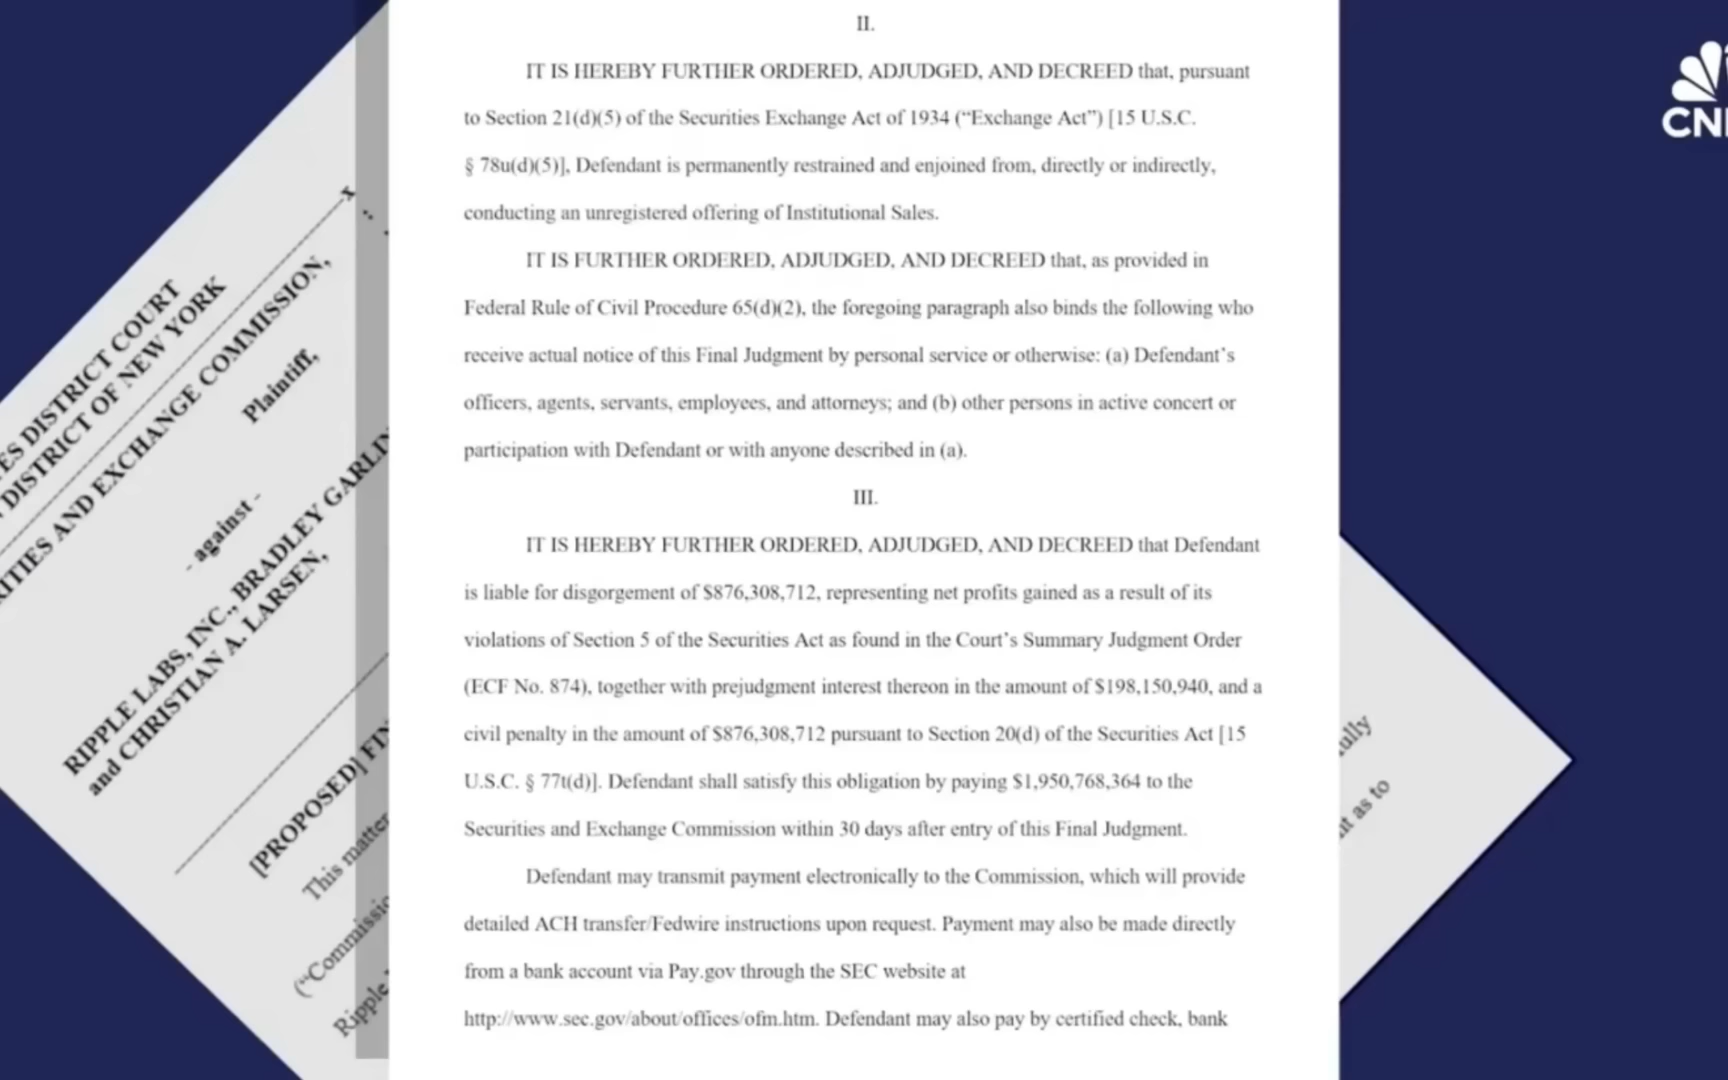 II.
IT IS HEREBY FURTHER ORDERED, ADJUDGED, AND DECREED that, pursuant
to Section 21(d)(5) of the Securities Exchange Act of 1934 (“Exchange Act”) [15 U.S.C.
§ 78u(d)(5)], Defendant is permanently restrained and enjoined from, directly or indirectly,
conducting an unregistered offering of Institutional Sales.
IT IS FURTHER ORDERED, ADJUDGED, AND DECREED that, as provided in
Federal Rule of Civil Procedure 65(d)(2), the foregoing paragraph also binds the following who
receive actual notice of this Final Judgment by personal service or otherwise: (a) Defendant’s
officers, agents, servants, employees, and attorneys; and (b) other persons in active concert or
participation with Defendant or with anyone described in (a).
III.
IT IS HEREBY FURTHER ORDERED, ADJUDGED, AND DECREED that Defendant
is liable for disgorgement of $876,308,712, representing net profits gained as a result of its
violations of Section 5 of the Securities Act as found in the Court’s Summary Judgment Order
(ECF No. 874), together with prejudgment interest thereon in the amount of $198,150,940, and a
civil penalty in the amount of $876,308,712 pursuant to Section 20(d) of the Securities Act [15
U.S.C. § 77t(d)]. Defendant shall satisfy this obligation by paying $1,950,768,364 to the
Securities and Exchange Commission within 30 days after entry of this Final Judgment.
Defendant may transmit payment electronically to the Commission, which will provide
detailed ACH transfer/Fedwire instructions upon request. Payment may also be made directly
from a bank account via Pay.gov through the SEC website at
http://www.sec.gov/about/offices/ofm.htm. Defendant may also pay by certified check, bank
ES DISTRICT COURT
DISTRICT OF NEW YORK
RITIES AND EXCHANGE COMMISSION,
Plaintiff,
- against -
RIPPLE LABS, INC., BRADLEY GARLIN
and CHRISTIAN A. LARSEN,
[PROPOSED] FIN
This matter
(“Commissio
Ripple
ully
t as to
CN